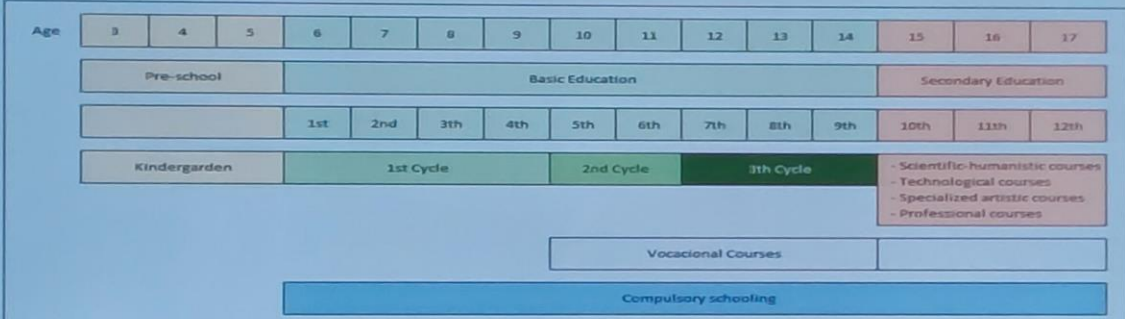 Age 3 4 5 6 7 8 9 10 11 12 13 14 15 16 17
Pre-school Basic Education Secondary Education
1st 2nd 3th 4th 5th 6th 7th 8th 9th 10th 11th 12th
Kindergarden 1st Cycle 2nd Cycle 3th Cycle
- Scientific-humanistic courses
- Technological courses
- Specialized artistic courses
- Professional courses
Vocacional Courses
Compulsory schooling